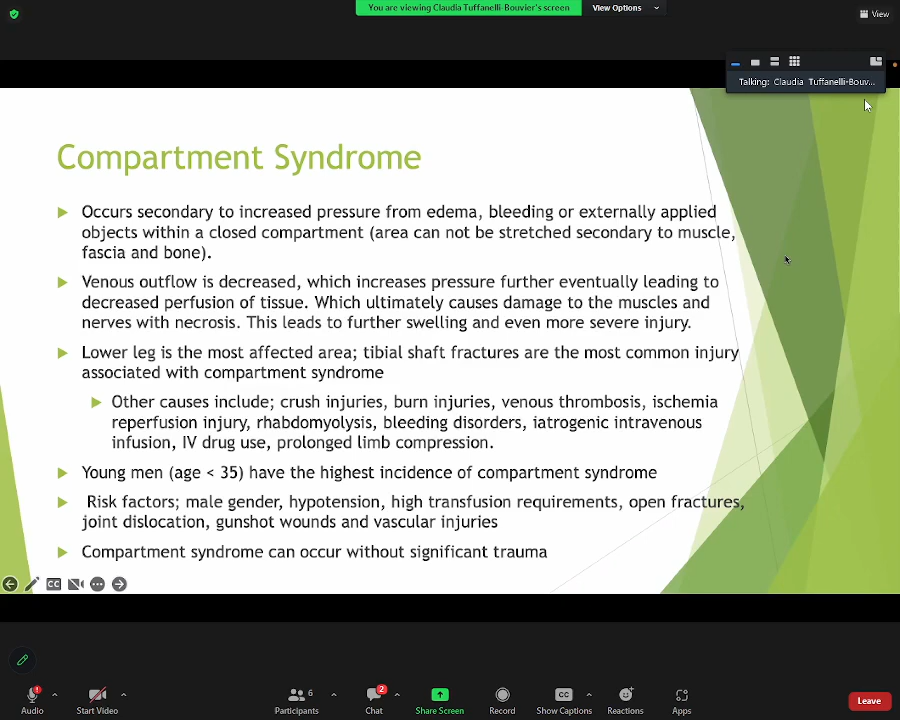 You are viewing Claudia Tuffanelli-Bouvier's screen
View Options
View
Talking: Claudia Tuffanelli-Bouv...
Compartment Syndrome
Occurs secondary to increased pressure from edema, bleeding or externally applied
objects within a closed compartment (area can not be stretched secondary to muscle,
fascia and bone).
Venous outflow is decreased, which increases pressure further eventually leading to
decreased perfusion of tissue. Which ultimately causes damage to the muscles and
nerves with necrosis. This leads to further swelling and even more severe injury.
Lower leg is the most affected area; tibial shaft fractures are the most common injury
associated with compartment syndrome
Other causes include; crush injuries, burn injuries, venous thrombosis, ischemia
reperfusion injury, rhabdomyolysis, bleeding disorders, iatrogenic intravenous
infusion, IV drug use, prolonged limb compression.
Young men (age < 35) have the highest incidence of compartment syndrome
Risk factors; male gender, hypotension, high transfusion requirements, open fractures,
joint dislocation, gunshot wounds and vascular injuries
Compartment syndrome can occur without significant trauma
CC
6
2
CC
Audio
Start Video
Participants
Chat
Share Screen
Record
Show Captions
Reactions
Apps
Leave